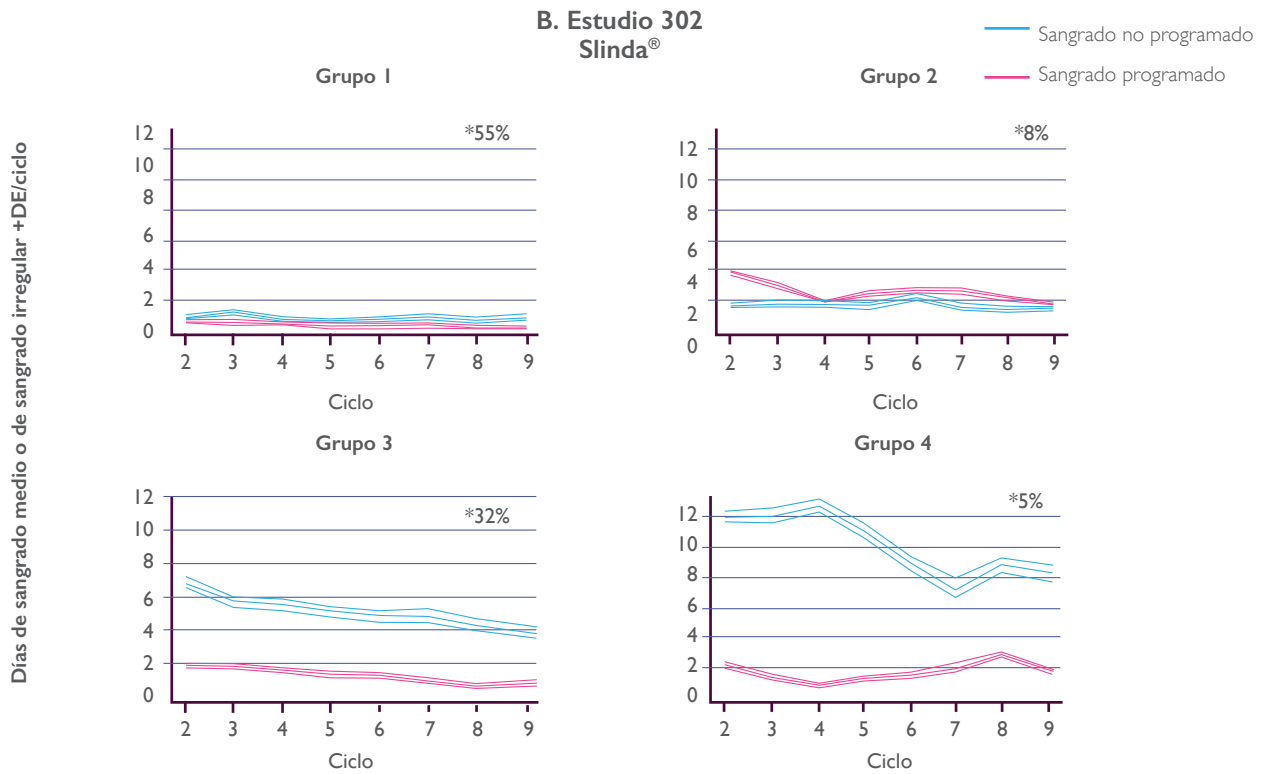 B. Estudio 302
Slinda®
Sangrado no programado
Sangrado programado
Días de sangrado medio o de sangrado irregular +DE/ciclo
Grupo 1
*55%
12
10
8
6
4
2
0
2 3 4 5 6 7 8 9
Ciclo
Grupo 2
*8%
12
10
8
6
4
2
0
2 3 4 5 6 7 8 9
Ciclo
Grupo 3
*32%
12
10
8
6
4
2
0
2 3 4 5 6 7 8 9
Ciclo
Grupo 4
*5%
12
10
8
6
4
2
0
2 3 4 5 6 7 8 9
Ciclo